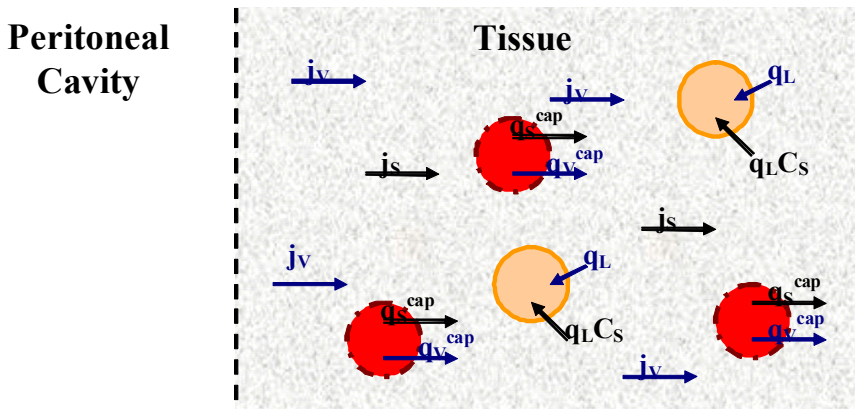 Peritoneal
Cavity
Tissue
jV
jV
qL
qS^cap
qV^cap
qLCS
jS
jS
jV
qL
qS^cap
qV^cap
qLCS
qS^cap
qV^cap
jV